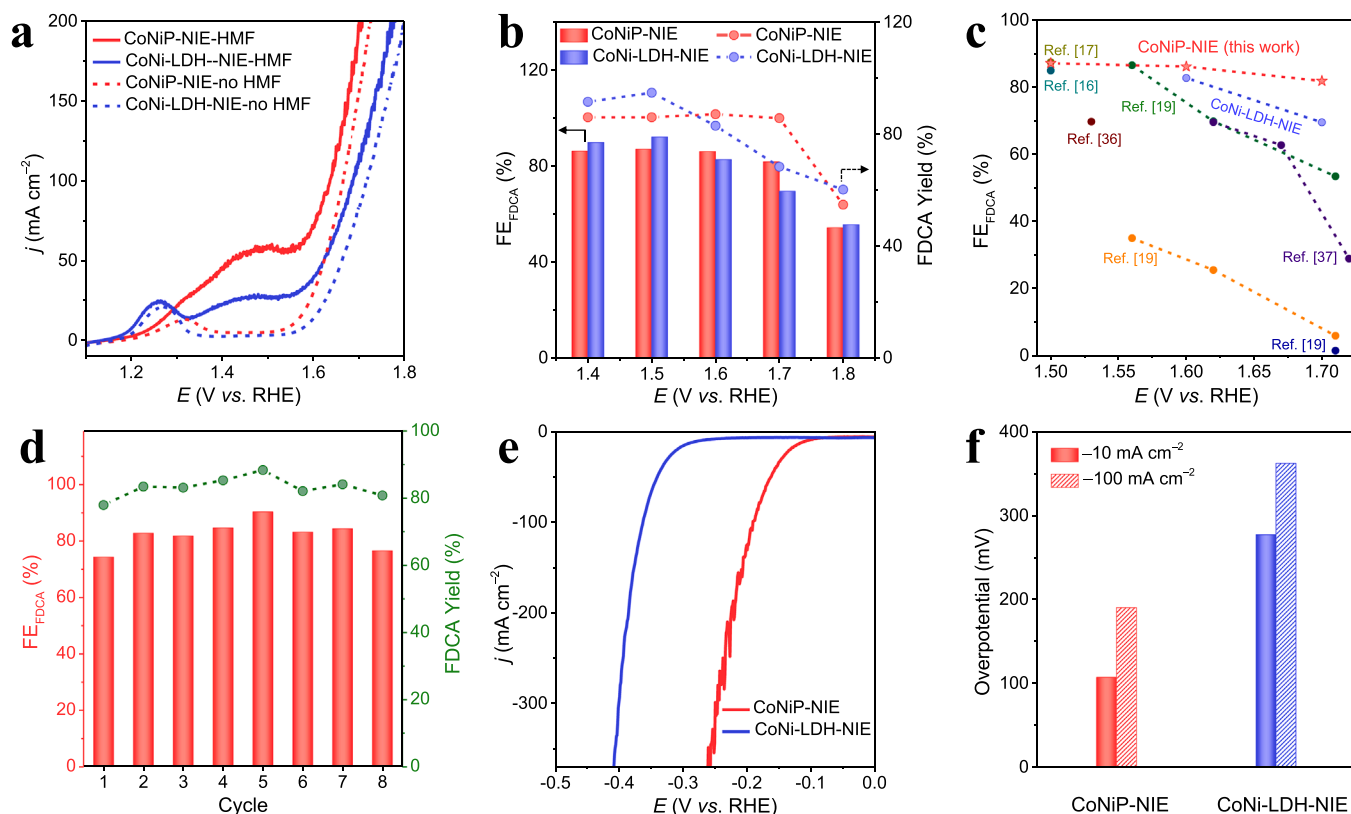 a
200
150
100
50
0
j (mA cm⁻²)
CoNiP-NIE-HMF
CoNi-LDH--NIE-HMF
CoNiP-NIE-no HMF
CoNi-LDH-NIE-no HMF
1.2 1.4 1.6 1.8
E (V vs. RHE)
b
120
80
40
0
FE_FDCA (%)
CoNiP-NIE CoNiP-NIE
CoNi-LDH-NIE CoNi-LDH-NIE
120
80
40
0
FDCA Yield (%)
1.4 1.5 1.6 1.7 1.8
E (V vs. RHE)
c
100
80
60
40
20
0
FE_FDCA (%)
Ref. [17]
CoNiP-NIE (this work)
Ref. [16]
Ref. [19]
CoNi-LDH-NIE
Ref. [36]
Ref. [19]
Ref. [37]
Ref. [19]
1.50 1.55 1.60 1.65 1.70
E (V vs. RHE)
d
100
80
60
40
20
0
FE_FDCA (%)
100
80
60
40
20
0
FDCA Yield (%)
1 2 3 4 5 6 7 8
Cycle
e
0
-100
-200
-300
j (mA cm⁻²)
CoNiP-NIE
CoNi-LDH-NIE
-0.5 -0.4 -0.3 -0.2 -0.1 0.0
E (V vs. RHE)
f
400
300
200
100
0
Overpotential (mV)
–10 mA cm⁻²
–100 mA cm⁻²
CoNiP-NIE CoNi-LDH-NIE